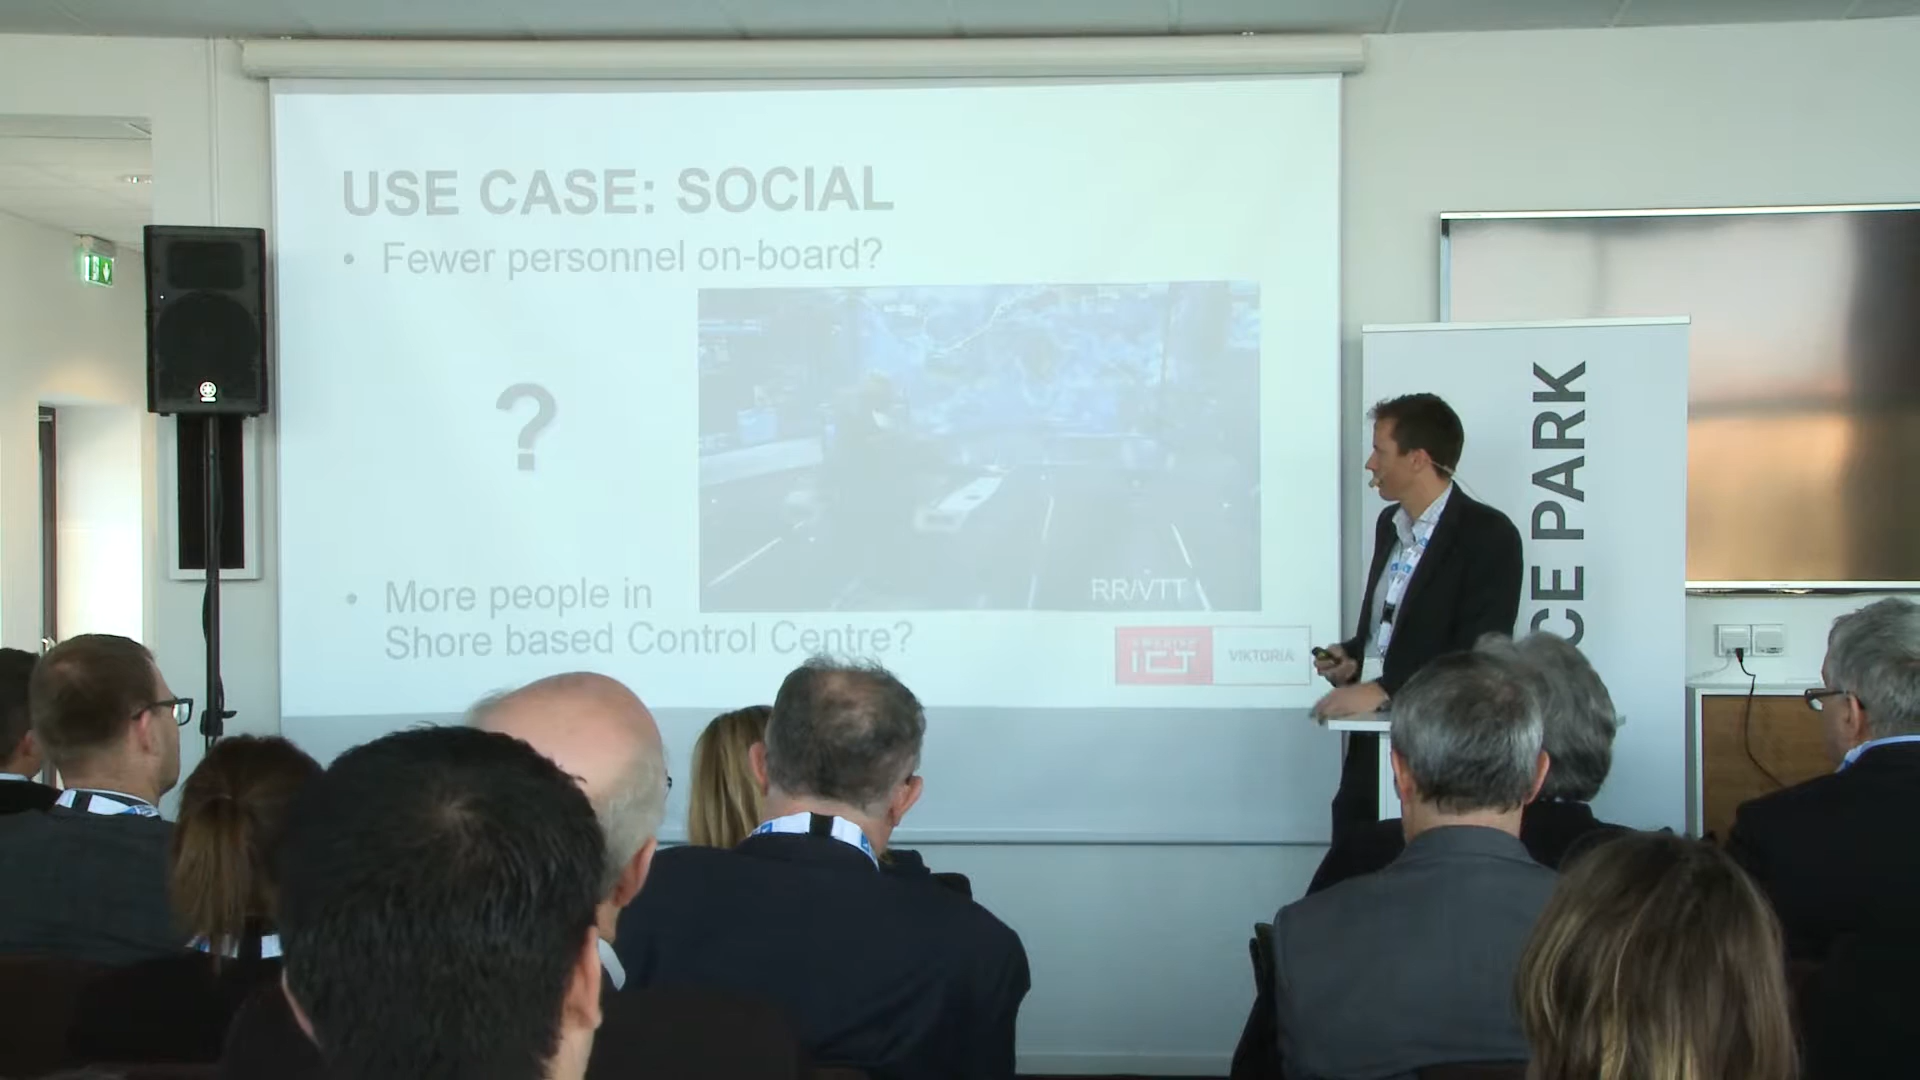 USE CASE: SOCIAL
• Fewer personnel on-board?
?
RR/VTT
• More people in
Shore based Control Centre?
ICT
VIKTORIA
CE PARK